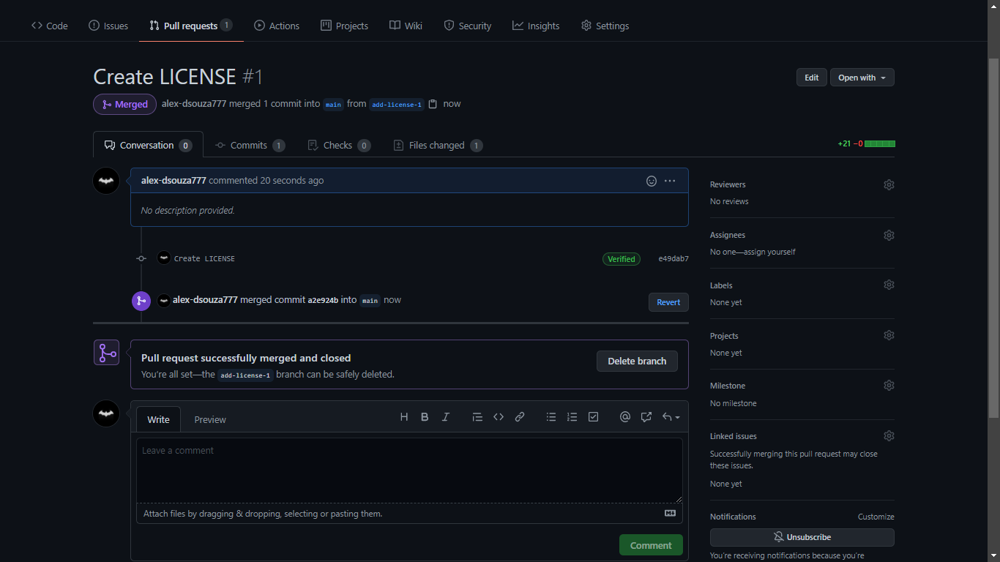 Code Issues Pull requests 1 Actions Projects Wiki Security Insights Settings
Create LICENSE #1
Edit Open with
Merged alex-dsouza777 merged 1 commit into main from add-license-1 now
Conversation 0 Commits 1 Checks 0 Files changed 1
+21 −0
alex-dsouza777 commented 20 seconds ago
No description provided.
Create LICENSE Verified e49dab7
alex-dsouza777 merged commit a2e924b into main now Revert
Pull request successfully merged and closed
You're all set—the add-license-1 branch can be safely deleted.
Delete branch
Write Preview
H B I
Leave a comment
Attach files by dragging & dropping, selecting or pasting them.
Comment
Reviewers
No reviews
Assignees
No one—assign yourself
Labels
None yet
Projects
None yet
Milestone
No milestone
Linked issues
Successfully merging this pull request may close
these issues.
None yet
Notifications Customize
Unsubscribe
You're receiving notifications because you're